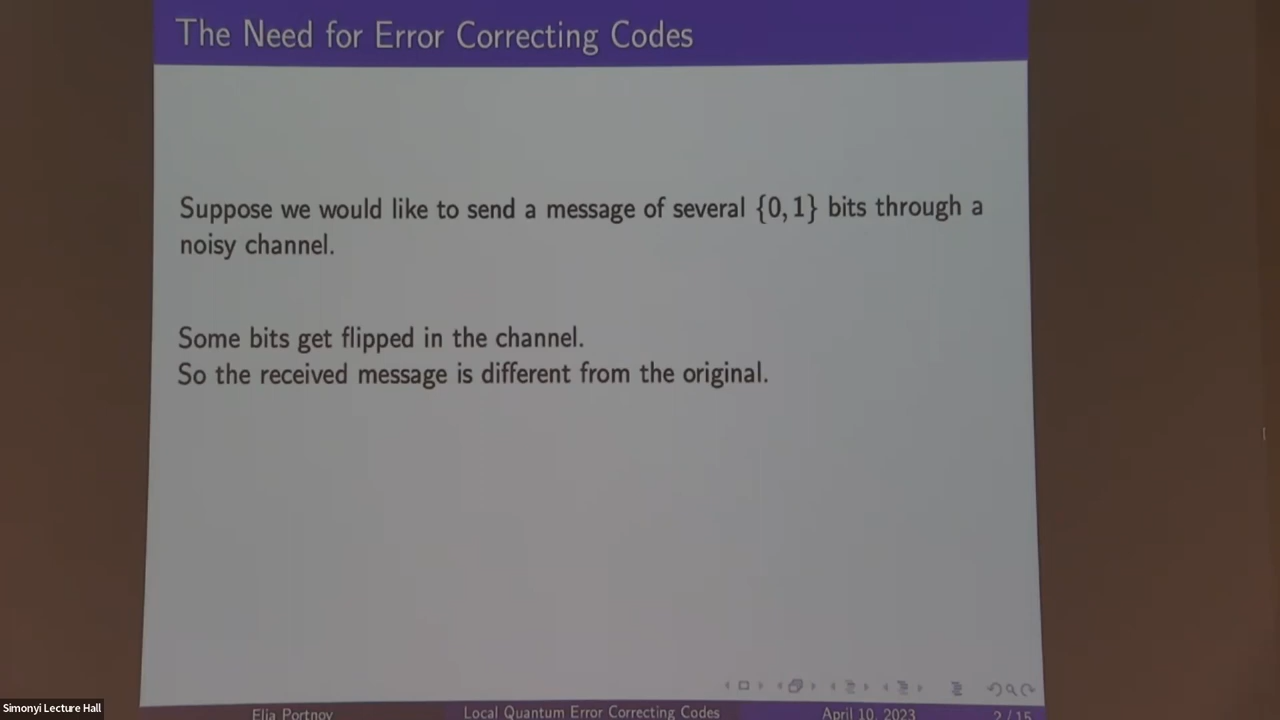 The Need for Error Correcting Codes
Suppose we would like to send a message of several {0, 1} bits through a
noisy channel.
Some bits get flipped in the channel.
So the received message is different from the original.
Elia Portnoy
Local Quantum Error Correcting Codes
April 10, 2023
2 / 15
Simonyi Lecture Hall